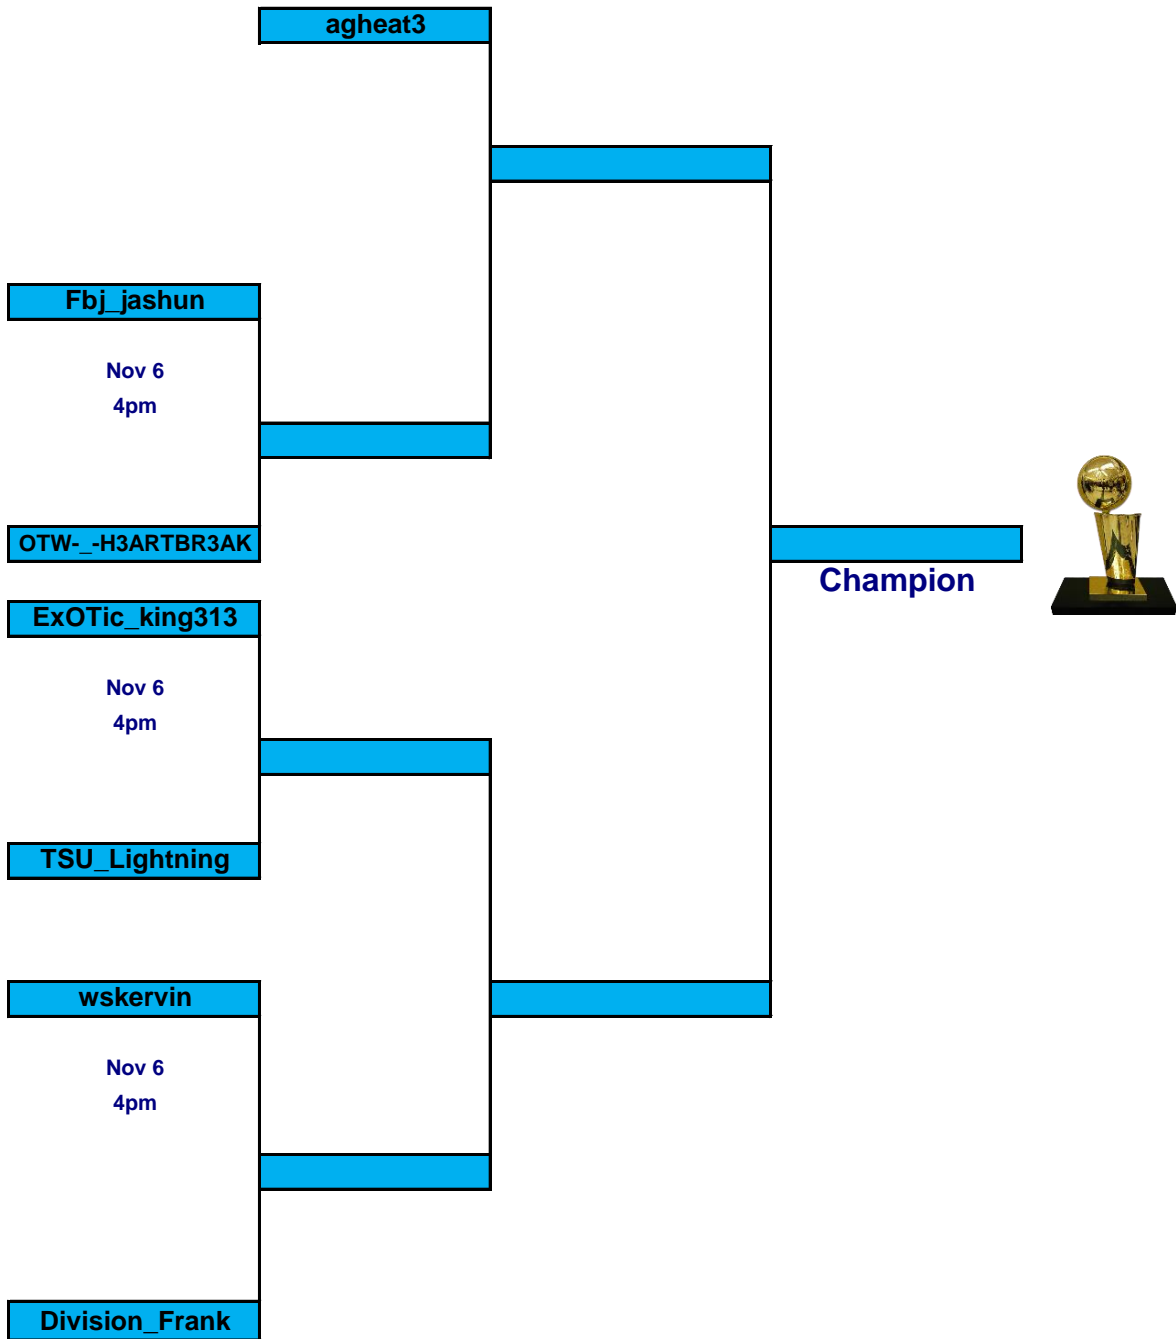 agheat3
Fbj_jashun
Nov 6
4pm
OTW-_-H3ARTBR3AK
Champion
ExOTic_king313
Nov 6
4pm
TSU_Lightning
wskervin
Nov 6
4pm
Division_Frank